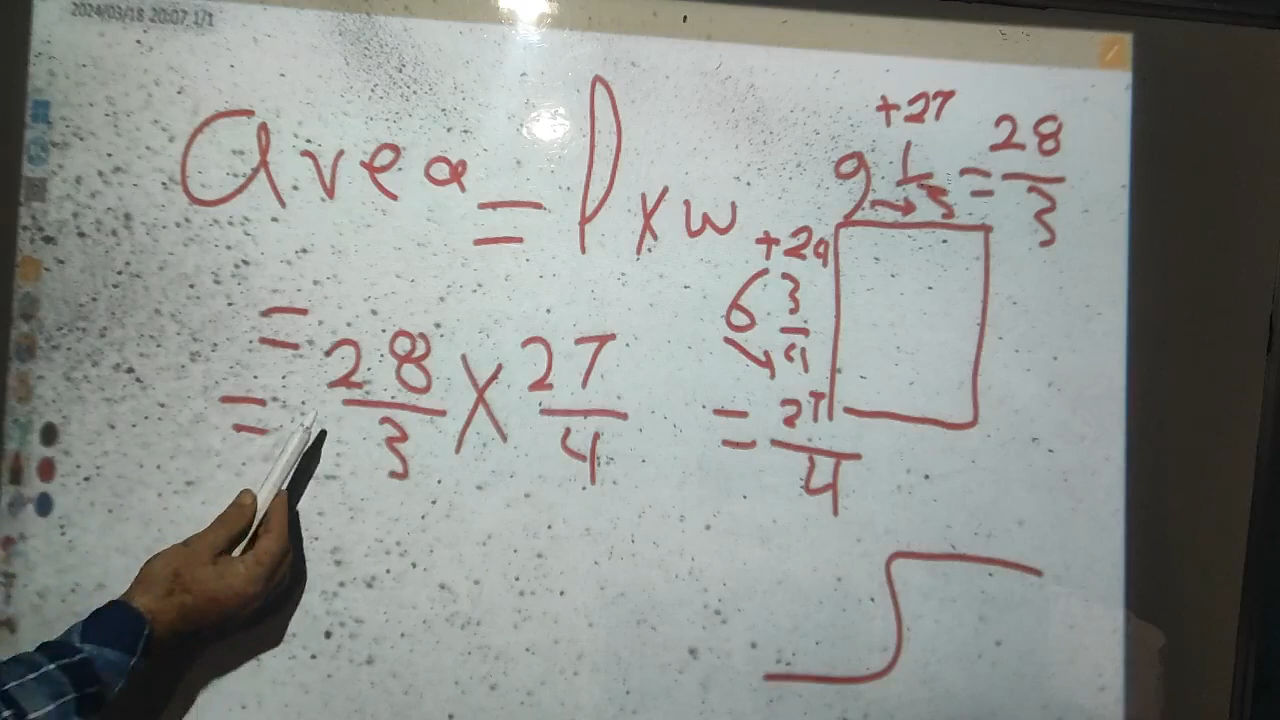 2024/03/18 20:07 1/1
area = l x w
=
= 28/3 X 27/4
+27
9 1/3 = 28/3
+24
6 3/4
= 27/4